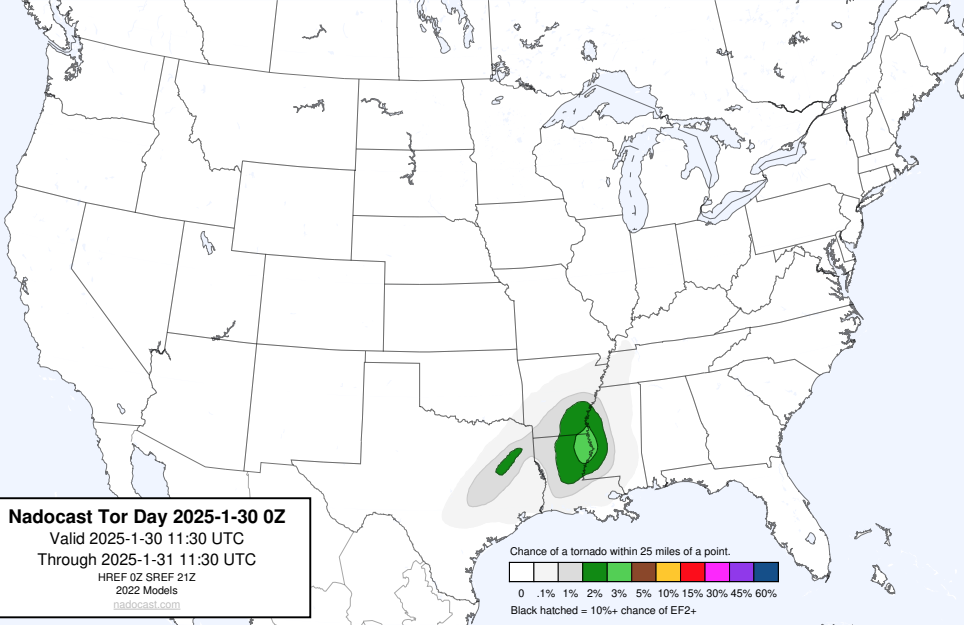 Nadocast Tor Day 2025-1-30 0Z
Valid 2025-1-30 11:30 UTC
Through 2025-1-31 11:30 UTC
HREF 0Z SREF 21Z
2022 Models
nadocast.com
Chance of a tornado within 25 miles of a point.
0 .1% 1% 2% 3% 5% 10% 15% 30% 45% 60%
Black hatched = 10%+ chance of EF2+